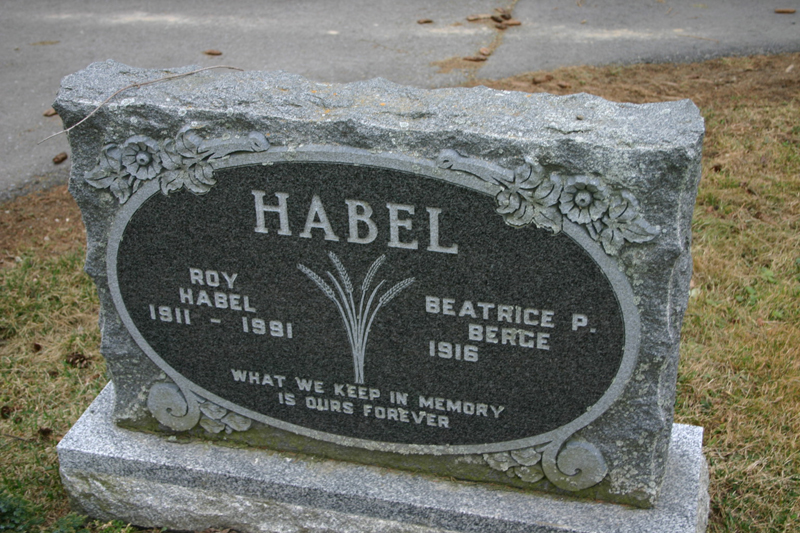 HABEL
ROY
HABEL
1911 - 1991
BEATRICE P.
BERGE
1916
WHAT WE KEEP IN MEMORY
IS OURS FOREVER